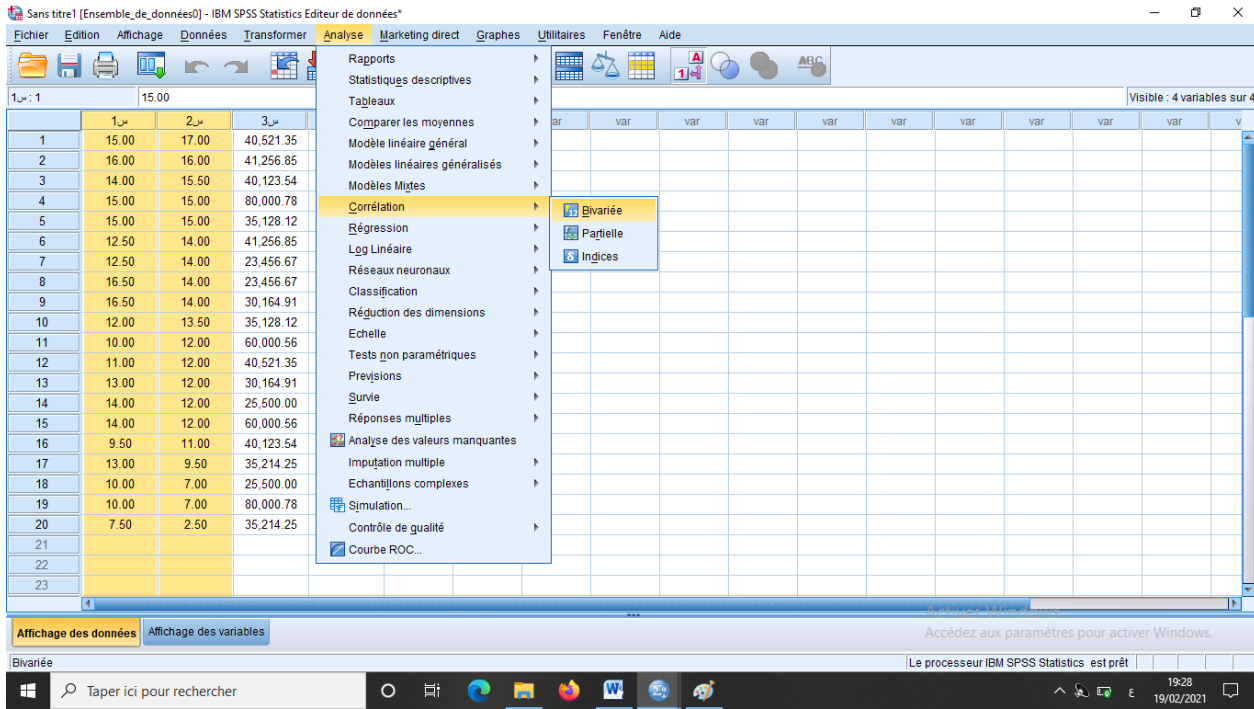 Sans titre1 [Ensemble_de_données0] - IBM SPSS Statistics Editeur de données*
Fichier Edition Affichage Données Transformer Analyse Marketing direct Graphes Utilitaires Fenêtre Aide
1س : 1 15.00 Visible : 4 variables sur 4
1س 2س 3س ar var var var var var var var var v
1 15.00 17.00 40,521.35
2 16.00 16.00 41,256.85
3 14.00 15.50 40,123.54
4 15.00 15.00 80,000.78
5 15.00 15.00 35,128.12
6 12.50 14.00 41,256.85
7 12.50 14.00 23,456.67
8 16.50 14.00 23,456.67
9 16.50 14.00 30,164.91
10 12.00 13.50 35,128.12
11 10.00 12.00 60,000.56
12 11.00 12.00 40,521.35
13 13.00 12.00 30,164.91
14 14.00 12.00 25,500.00
15 14.00 12.00 60,000.56
16 9.50 11.00 40,123.54
17 13.00 9.50 35,214.25
18 10.00 7.00 25,500.00
19 10.00 7.00 80,000.78
20 7.50 2.50 35,214.25
21
22
23
Rapports
Statistiques descriptives
Tableaux
Comparer les moyennes
Modèle linéaire général
Modèles linéaires généralisés
Modèles Mixtes
Corrélation
Régression
Log Linéaire
Réseaux neuronaux
Classification
Réduction des dimensions
Echelle
Tests non paramétriques
Previsions
Survie
Réponses multiples
Analyse des valeurs manquantes
Imputation multiple
Echantillons complexes
Simulation...
Contrôle de qualité
Courbe ROC...
Bivariée
Partielle
Indices
Activer Windows
Accédez aux paramètres pour activer Windows.
Affichage des données Affichage des variables
Bivariée Le processeur IBM SPSS Statistics est prêt
Taper ici pour rechercher
ع 19:28
19/02/2021